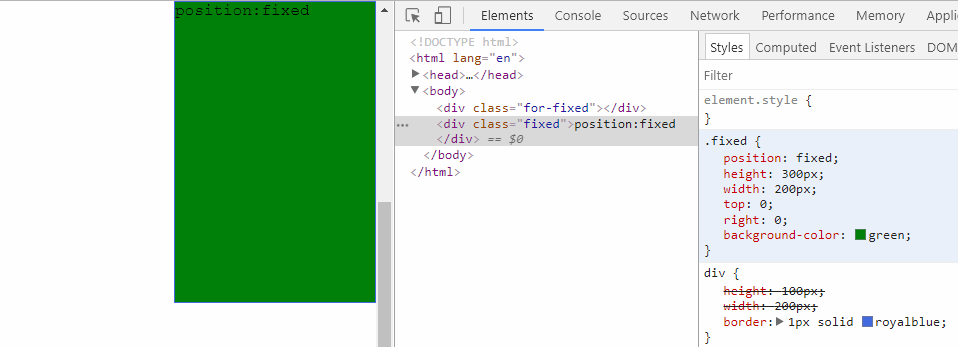 position:fixed
Elements Console Sources Network Performance Memory Appli
<!DOCTYPE html>
<html lang="en">
<head>…</head>
<body>
<div class="for-fixed"></div>
<div class="fixed">position:fixed
</div> == $0
</body>
</html>
Styles Computed Event Listeners DOM
Filter
element.style {
}
.fixed {
position: fixed;
height: 300px;
width: 200px;
top: 0;
right: 0;
background-color: green;
}
div {
height: 100px;
width: 200px;
border: 1px solid royalblue;
}